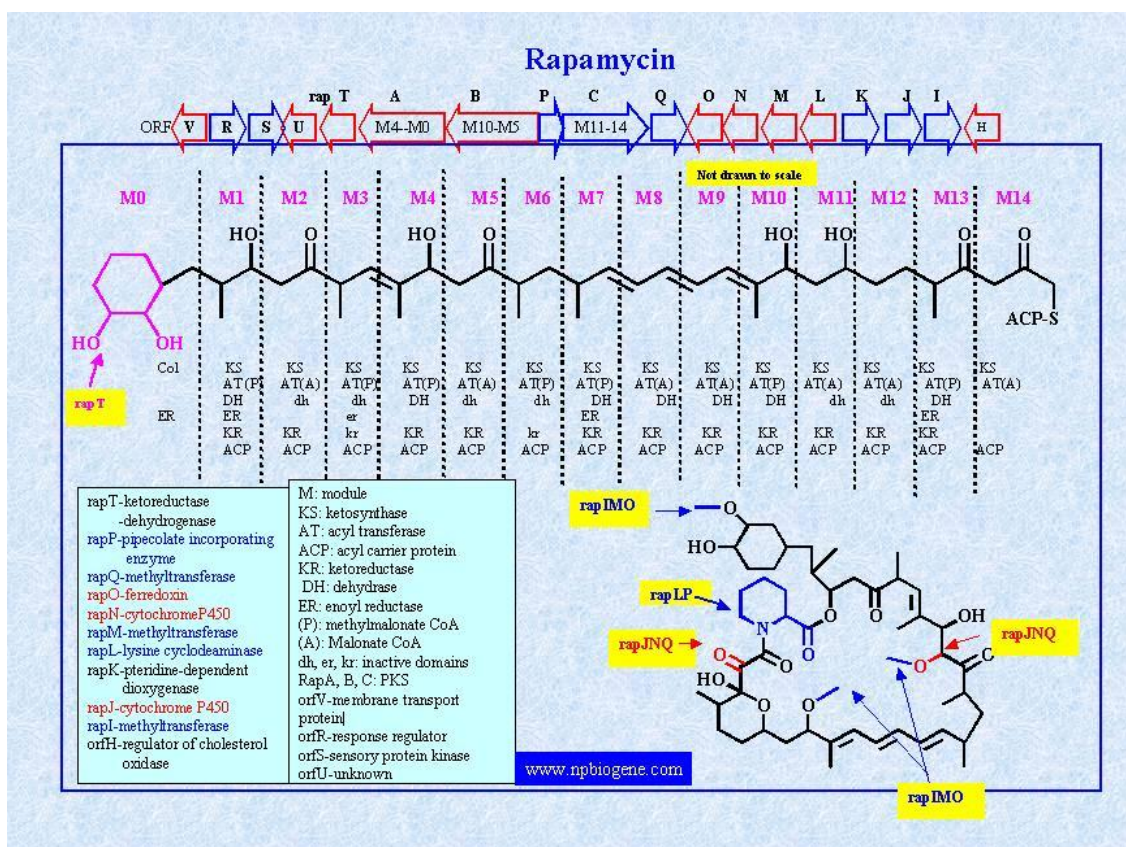 Rapamycin
rap T A B P C Q O N M L K J I
ORF V R S U M4--M0 M10-M5 M11-14 H
Not drawn to scale
M0 M1 M2 M3 M4 M5 M6 M7 M8 M9 M10 M11 M12 M13 M14
HO O HO O HO HO O O
HO OH ACP-S
Col KS KS KS KS KS KS KS KS KS KS KS KS KS KS
AT(P) AT(A) AT(P) AT(P) AT(A) AT(P) AT(P) AT(A) AT(A) AT(P) AT(A) AT(A) AT(P) AT(A)
rapT DH dh dh DH dh dh DH DH DH DH dh dh DH
ER ER er ER ER
KR KR kr KR KR kr KR KR KR KR KR KR KR
ACP ACP ACP ACP ACP ACP ACP ACP ACP ACP ACP ACP ACP ACP
rapT-ketoreductase
-dehydrogenase
rapP-pipecolate incorporating
enzyme
rapQ-methyltransferase
rapO-ferredoxin
rapN-cytochromeP450
rapM-methyltransferase
rapL-lysine cyclodeaminase
rapK-pteridine-dependent
dioxygenase
rapJ-cytochrome P450
rapI-methyltransferase
orfH-regulator of cholesterol
oxidase
M: module
KS: ketosynthase
AT: acyl transferase
ACP: acyl carrier protein
KR: ketoreductase
DH: dehydrase
ER: enoyl reductase
(P): methylmalonate CoA
(A): Malonate CoA
dh, er, kr: inactive domains
RapA, B, C: PKS
orfV-membrane transport
protein
orfR-response regulator
orfS-sensory protein kinase
orfU-unknown
rapIMO
O
HO
rapLP
O O OH
N O
rapJNQ
rapJNQ
O O O O
HO
O O
rapIMO
www.npbiogene.com